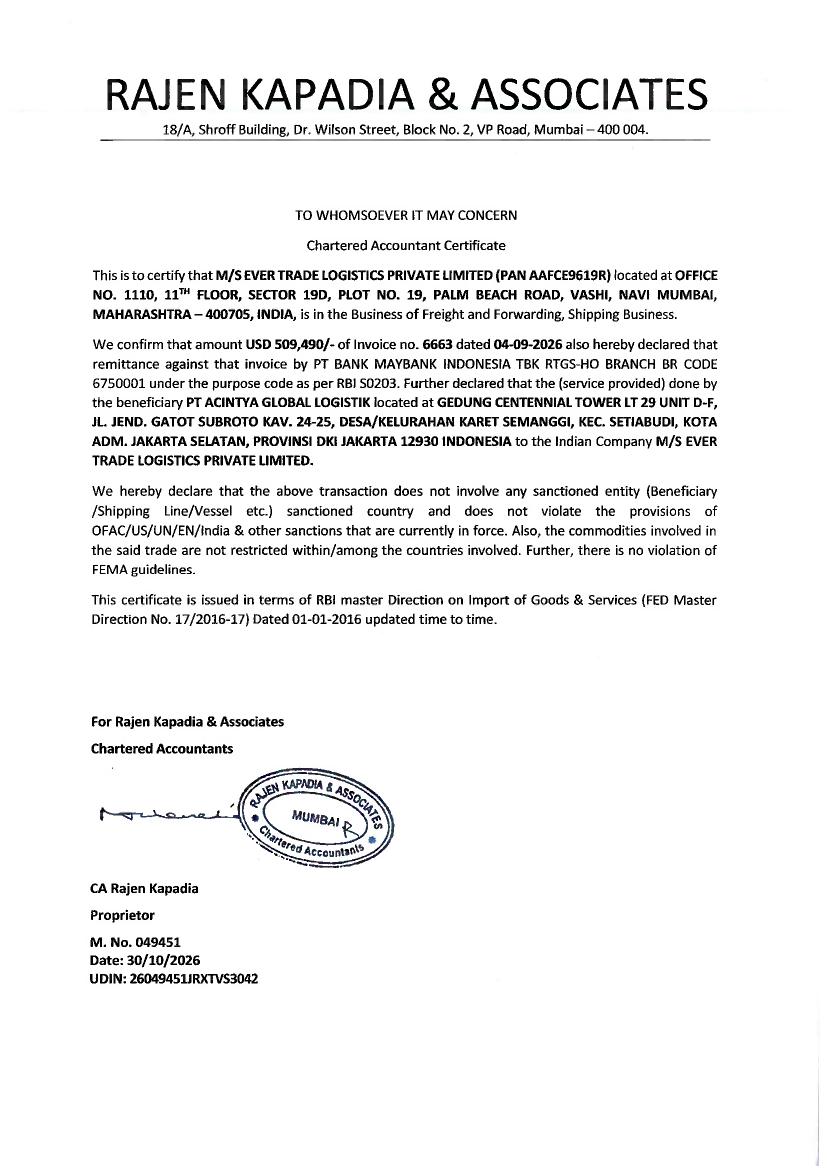 RAJEN KAPADIA & ASSOCIATES
18/A, Shroff Building, Dr. Wilson Street, Block No. 2, VP Road, Mumbai – 400 004.
TO WHOMSOEVER IT MAY CONCERN
Chartered Accountant Certificate
This is to certify that M/S EVER TRADE LOGISTICS PRIVATE LIMITED (PAN AAFCE9619R) located at OFFICE
NO. 1110, 11TH FLOOR, SECTOR 19D, PLOT NO. 19, PALM BEACH ROAD, VASHI, NAVI MUMBAI,
MAHARASHTRA – 400705, INDIA, is in the Business of Freight and Forwarding, Shipping Business.
We confirm that amount USD 509,490/- of Invoice no. 6663 dated 04-09-2026 also hereby declared that
remittance against that invoice by PT BANK MAYBANK INDONESIA TBK RTGS-HO BRANCH BR CODE
6750001 under the purpose code as per RBI S0203. Further declared that the (service provided) done by
the beneficiary PT ACINTYA GLOBAL LOGISTIK located at GEDUNG CENTENNIAL TOWER LT 29 UNIT D-F,
JL. JEND. GATOT SUBROTO KAV. 24-25, DESA/KELURAHAN KARET SEMANGGI, KEC. SETIABUDI, KOTA
ADM. JAKARTA SELATAN, PROVINSI DKI JAKARTA 12930 INDONESIA to the Indian Company M/S EVER
TRADE LOGISTICS PRIVATE LIMITED.
We hereby declare that the above transaction does not involve any sanctioned entity (Beneficiary
/Shipping Line/Vessel etc.) sanctioned country and does not violate the provisions of
OFAC/US/UN/EN/India & other sanctions that are currently in force. Also, the commodities involved in
the said trade are not restricted within/among the countries involved. Further, there is no violation of
FEMA guidelines.
This certificate is issued in terms of RBI master Direction on Import of Goods & Services (FED Master
Direction No. 17/2016-17) Dated 01-01-2016 updated time to time.
For Rajen Kapadia & Associates
Chartered Accountants
RAJEN KAPADIA & ASSOCIATES
MUMBAI
Chartered Accountants
CA Rajen Kapadia
Proprietor
M. No. 049451
Date: 30/10/2026
UDIN: 26049451JRXTVS3042